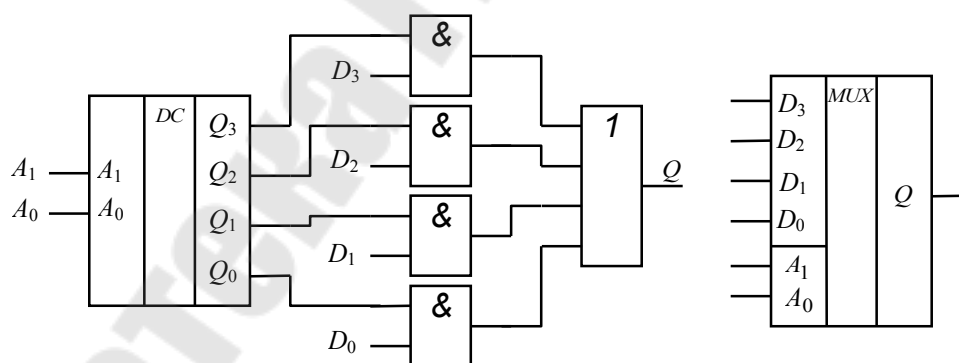 &
D₃
DC
Q₃
&
D₂
1
A₁
A₁
Q₂
Q
A₀
A₀
Q₁
&
D₁
Q₀
&
D₀
MUX
D₃
D₂
D₁
Q
D₀
A₁
A₀